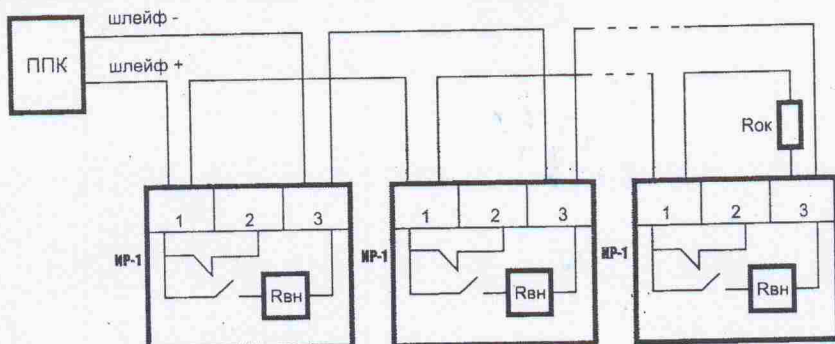 шлейф -
ППК
шлейф +
Rок
1 2 3
1 2 3
1 2 3
ИР-1
ИР-1
ИР-1
Rвн
Rвн
Rвн